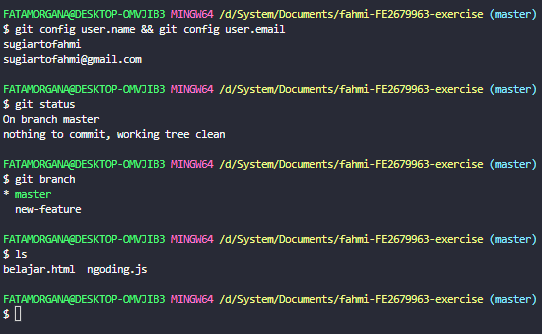 FATAMORGANA@DESKTOP-OMVJIB3 MINGW64 /d/System/Documents/fahmi-FE2679963-exercise (master)
$ git config user.name && git config user.email
sugiartofahmi
sugiartofahmi@gmail.com
FATAMORGANA@DESKTOP-OMVJIB3 MINGW64 /d/System/Documents/fahmi-FE2679963-exercise (master)
$ git status
On branch master
nothing to commit, working tree clean
FATAMORGANA@DESKTOP-OMVJIB3 MINGW64 /d/System/Documents/fahmi-FE2679963-exercise (master)
$ git branch
* master
  new-feature
FATAMORGANA@DESKTOP-OMVJIB3 MINGW64 /d/System/Documents/fahmi-FE2679963-exercise (master)
$ ls
belajar.html  ngoding.js
FATAMORGANA@DESKTOP-OMVJIB3 MINGW64 /d/System/Documents/fahmi-FE2679963-exercise (master)
$